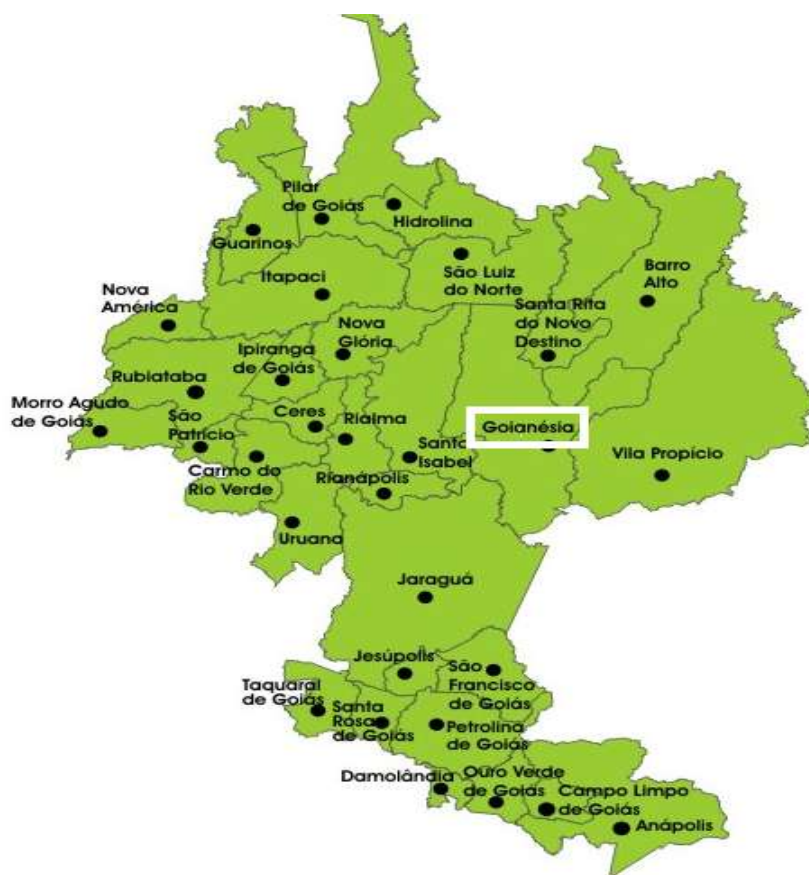 Pilar
de Goiás
Hidrolina
Guarinos
São Luiz
do Norte
Barro
Alto
Itapaci
Nova
América
Santa Rita
do Novo
Destino
Nova
Glória
Ipiranga
de Goiás
Rubiataba
Morro Agudo
de Goiás
São
Patrício
Ceres
Rialma
Goianésia
Santa
Isabel
Vila Propício
Carmo do
Rio Verde
Rianápolis
Uruana
Jaraguá
Jesúpolis
São
Francisco
de Goiás
Taquaral
de Goiás
Santa
Rosa
de Goiás
Petrolina
de Goiás
Damolândia
Ouro Verde
de Goiás
Campo Limpo
de Goiás
Anápolis